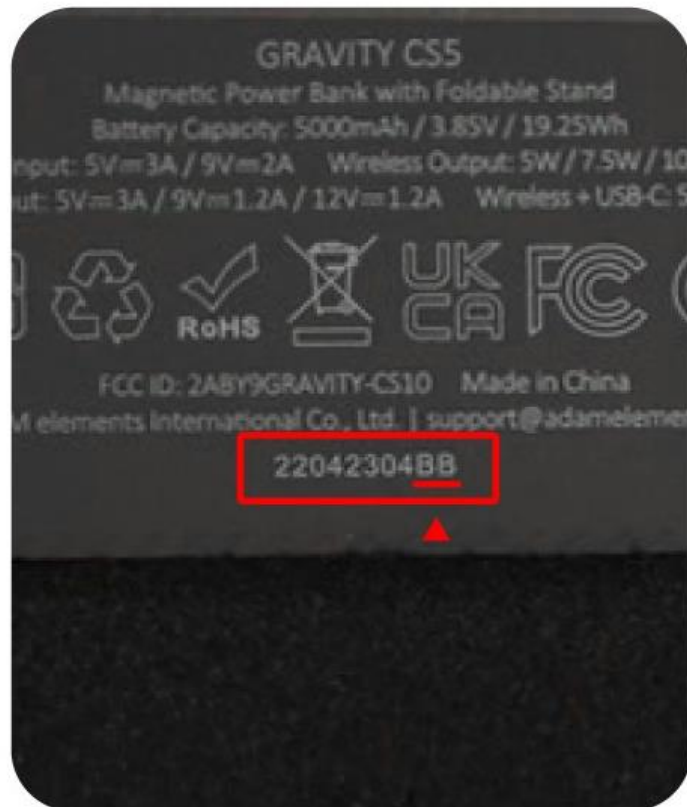 GRAVITY CS5
Magnetic Power Bank with Foldable Stand
Battery Capacity: 5000mAh / 3.85V / 19.25Wh
nput: 5V⎓3A / 9V⎓2A Wireless Output: 5W / 7.5W / 10
ut: 5V⎓3A / 9V⎓1.2A / 12V⎓1.2A Wireless + USB-C: 5
RoHS UK CA FC
FCC ID: 2ABY9GRAVITY-CS10 Made in China
M elements International Co., Ltd. | support@adamelemen
22042304BB